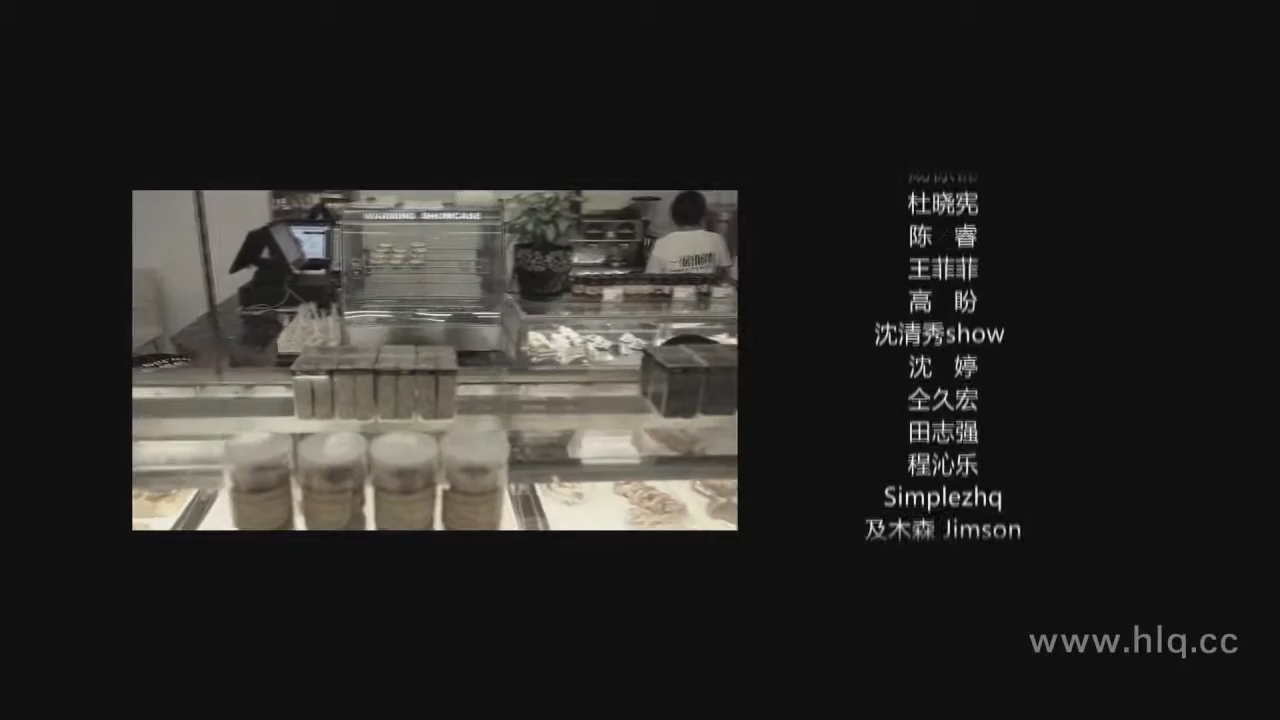 杜晓宪
陈 睿
王菲菲
高 盼
沈清秀show
沈 婷
仝久宏
田志强
程沁乐
Simplezhq
及木森 Jimson
www.hlq.cc